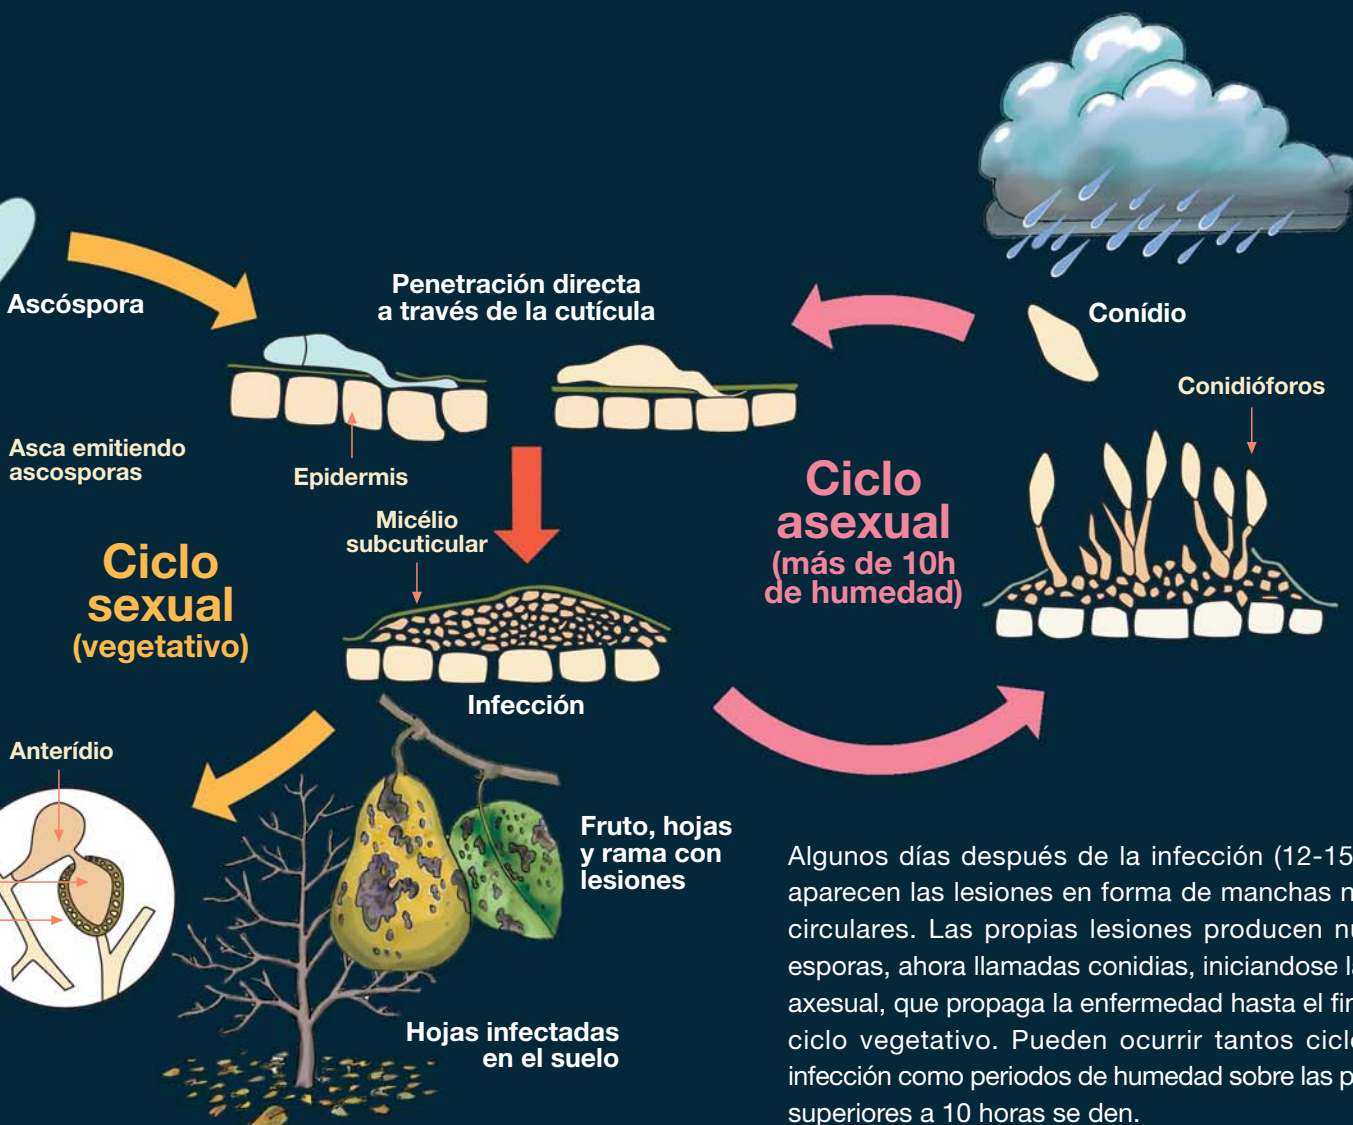 Ascóspora
Penetración directa
a través de la cutícula
Conídio
Conidióforos
Asca emitiendo
ascosporas
Epidermis
Micélio
subcuticular
Ciclo
sexual
(vegetativo)
Ciclo
asexual
(más de 10h
de humedad)
Infección
Anterídio
Fruto, hojas
y rama con
lesiones
Hojas infectadas
en el suelo
Algunos días después de la infección (12-15
aparecen las lesiones en forma de manchas
circulares. Las propias lesiones producen
esporas, ahora llamadas conidias, iniciandose
axesual, que propaga la enfermedad hasta el
ciclo vegetativo. Pueden ocurrir tantos
infección como periodos de humedad sobre las
superiores a 10 horas se den.